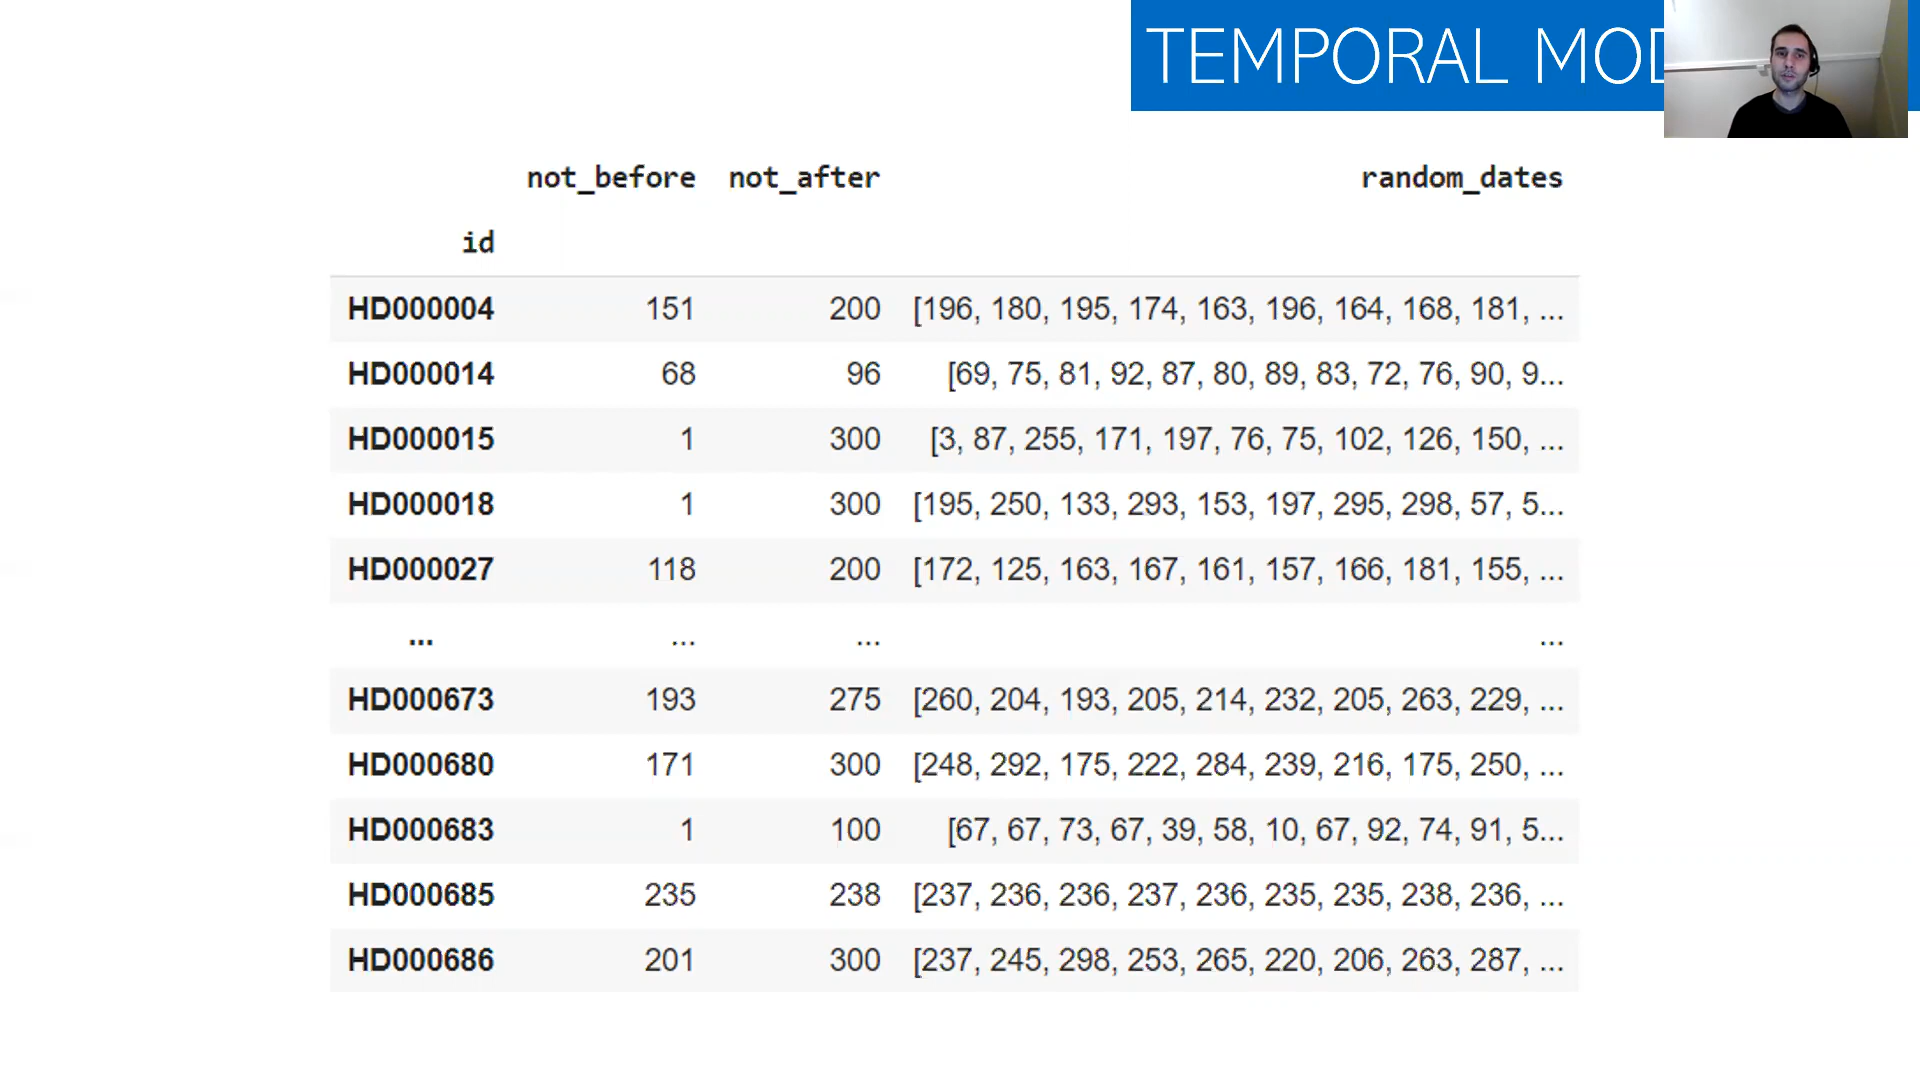 TEMPORAL MOD
not_before not_after random_dates
id
HD000004 151 200 [196, 180, 195, 174, 163, 196, 164, 168, 181, ...
HD000014 68 96 [69, 75, 81, 92, 87, 80, 89, 83, 72, 76, 90, 9...
HD000015 1 300 [3, 87, 255, 171, 197, 76, 75, 102, 126, 150, ...
HD000018 1 300 [195, 250, 133, 293, 153, 197, 295, 298, 57, 5...
HD000027 118 200 [172, 125, 163, 167, 161, 157, 166, 181, 155, ...
... ... ... ...
HD000673 193 275 [260, 204, 193, 205, 214, 232, 205, 263, 229, ...
HD000680 171 300 [248, 292, 175, 222, 284, 239, 216, 175, 250, ...
HD000683 1 100 [67, 67, 73, 67, 39, 58, 10, 67, 92, 74, 91, 5...
HD000685 235 238 [237, 236, 236, 237, 236, 235, 235, 238, 236, ...
HD000686 201 300 [237, 245, 298, 253, 265, 220, 206, 263, 287, ...